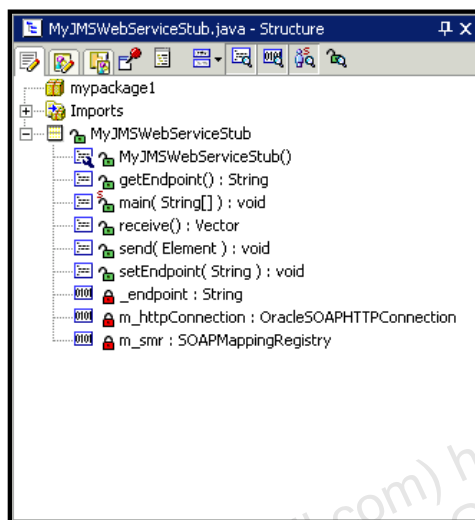 MyJMSWebServiceStub.java - Structure
mypackage1
Imports
MyJMSWebServiceStub
MyJMSWebServiceStub()
getEndpoint() : String
main( String[] ) : void
receive() : Vector
send( Element ) : void
setEndpoint( String ) : void
_endpoint : String
m_httpConnection : OracleSOAPHTTPConnection
m_smr : SOAPMappingRegistry